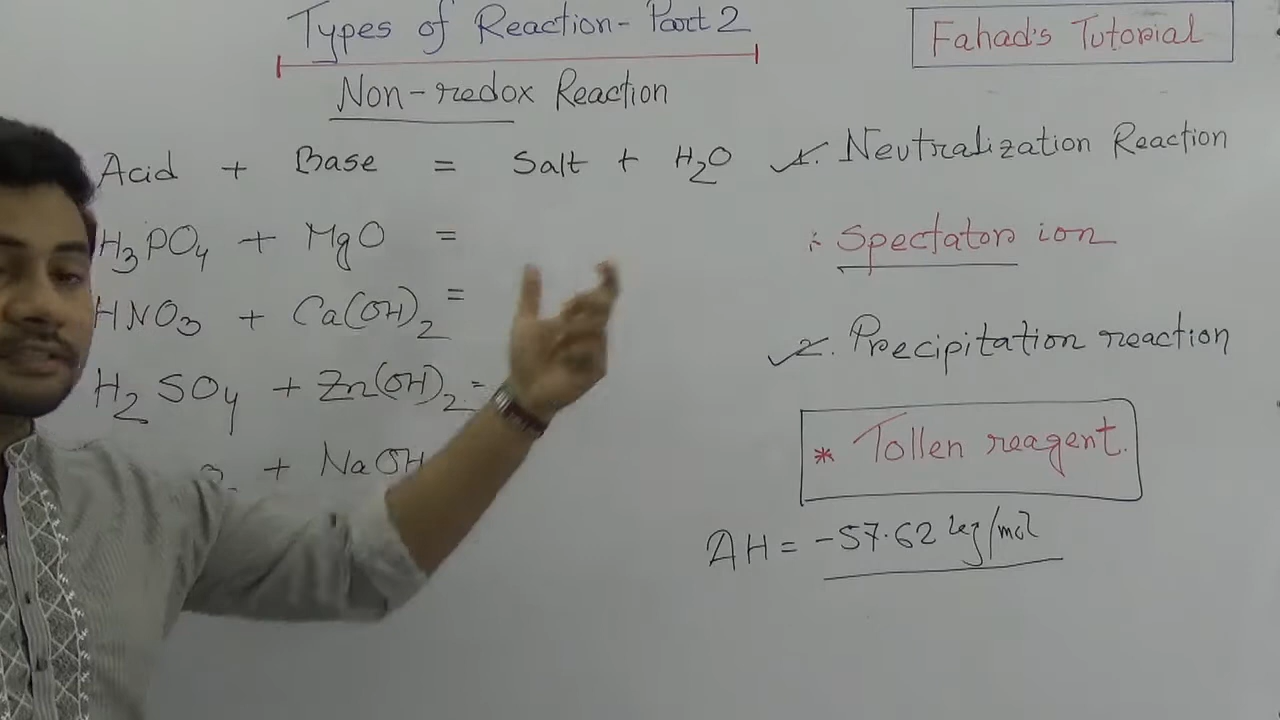 Types of Reaction- Part 2
Fahad's Tutorial
Non-redox Reaction
Acid + Base = Salt + H₂O
1. Neutralization Reaction
H₃PO₄ + MgO =
∴ Spectator ion
HNO₃ + Ca(OH)₂ =
2. Precipitation reaction
H₂SO₄ + Zn(OH)₂ =
* Tollen reagent.
+ NaOH
ΔH = -57.62 kj/mol